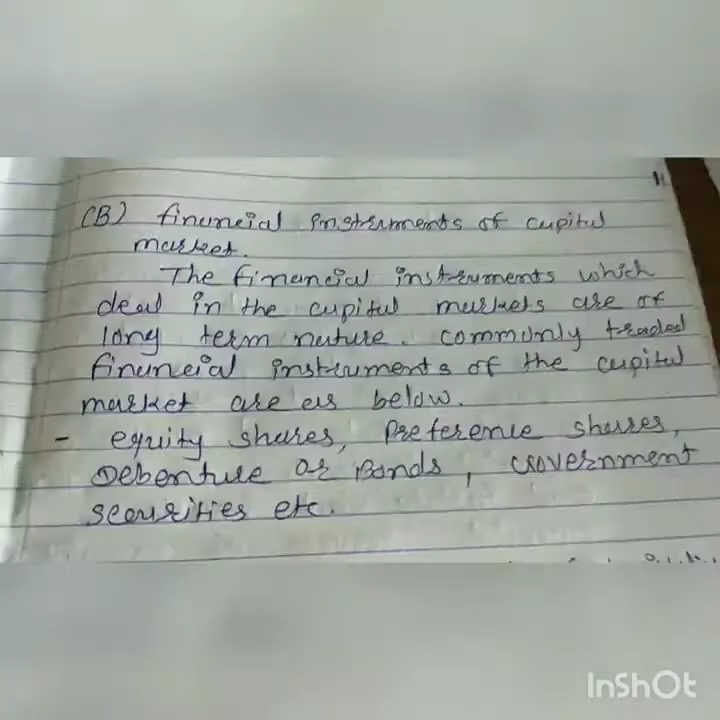 (B) financial instruments of capital
market.
The financial instruments which
deal in the capital markets are of
long term nature. commonly traded
financial instruments of the capital
market are as below.
- equity shares, Preference shares,
Debenture or Bonds, Government
securities etc.
InShOt